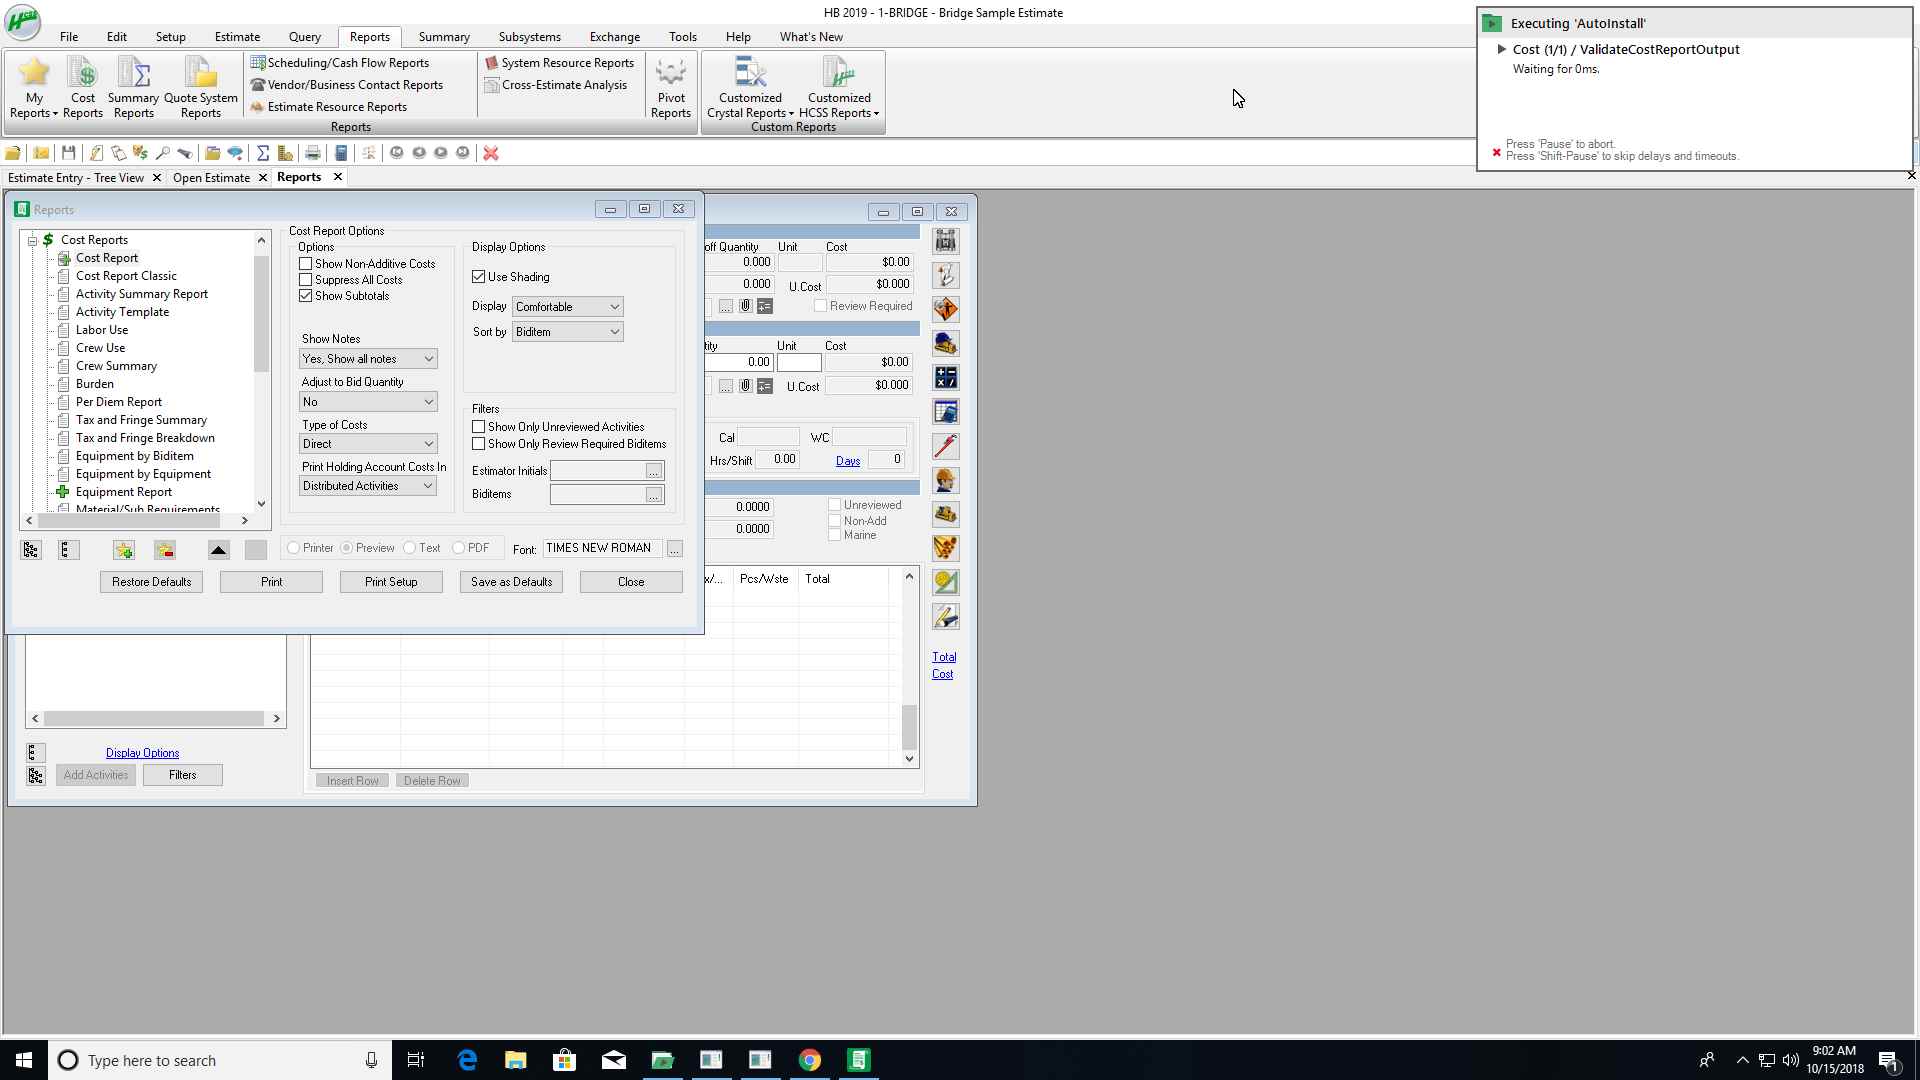 HB 2019 - 1-BRIDGE - Bridge Sample Estimate
HCSS
File Edit Setup Estimate Query Reports Summary Subsystems Exchange Tools Help What's New
My Reports
Cost Reports
Summary Reports
Quote System Reports
Scheduling/Cash Flow Reports
Vendor/Business Contact Reports
Estimate Resource Reports
System Resource Reports
Cross-Estimate Analysis
Pivot Reports
Customized Crystal Reports
Customized HCSS Reports
Reports
Custom Reports
Executing 'AutoInstall'
Cost (1/1) / ValidateCostReportOutput
Waiting for 0ms.
Press 'Pause' to abort.
Press 'Shift-Pause' to skip delays and timeouts.
Estimate Entry - Tree View Open Estimate Reports
Reports
Cost Reports
Cost Report
Cost Report Classic
Activity Summary Report
Activity Template
Labor Use
Crew Use
Crew Summary
Burden
Per Diem Report
Tax and Fringe Summary
Tax and Fringe Breakdown
Equipment by Biditem
Equipment by Equipment
Equipment Report
Material/Sub Requirements
Cost Report Options
Options
Show Non-Additive Costs
Suppress All Costs
Show Subtotals
Show Notes
Yes, Show all notes
Adjust to Bid Quantity
No
Type of Costs
Direct
Print Holding Account Costs In
Distributed Activities
Display Options
Use Shading
Display Comfortable
Sort by Biditem
Filters
Show Only Unreviewed Activities
Show Only Review Required Biditems
Estimator Initials ...
Biditems ...
Printer Preview Text PDF Font: TIMES NEW ROMAN ...
Restore Defaults Print Print Setup Save as Defaults Close
off Quantity Unit Cost
0.000 $0.00
0.000 U.Cost $0.000
... Review Required
tity Unit Cost
0.00 $0.00
... U.Cost $0.000
Cal WC
Hrs/Shift 0.00 Days 0
0.0000 Unreviewed
Non-Add
0.0000 Marine
x/... Pcs/Wste Total
Total
Cost
Display Options
Add Activities Filters
Insert Row Delete Row
Type here to search
9:02 AM
10/15/2018
1